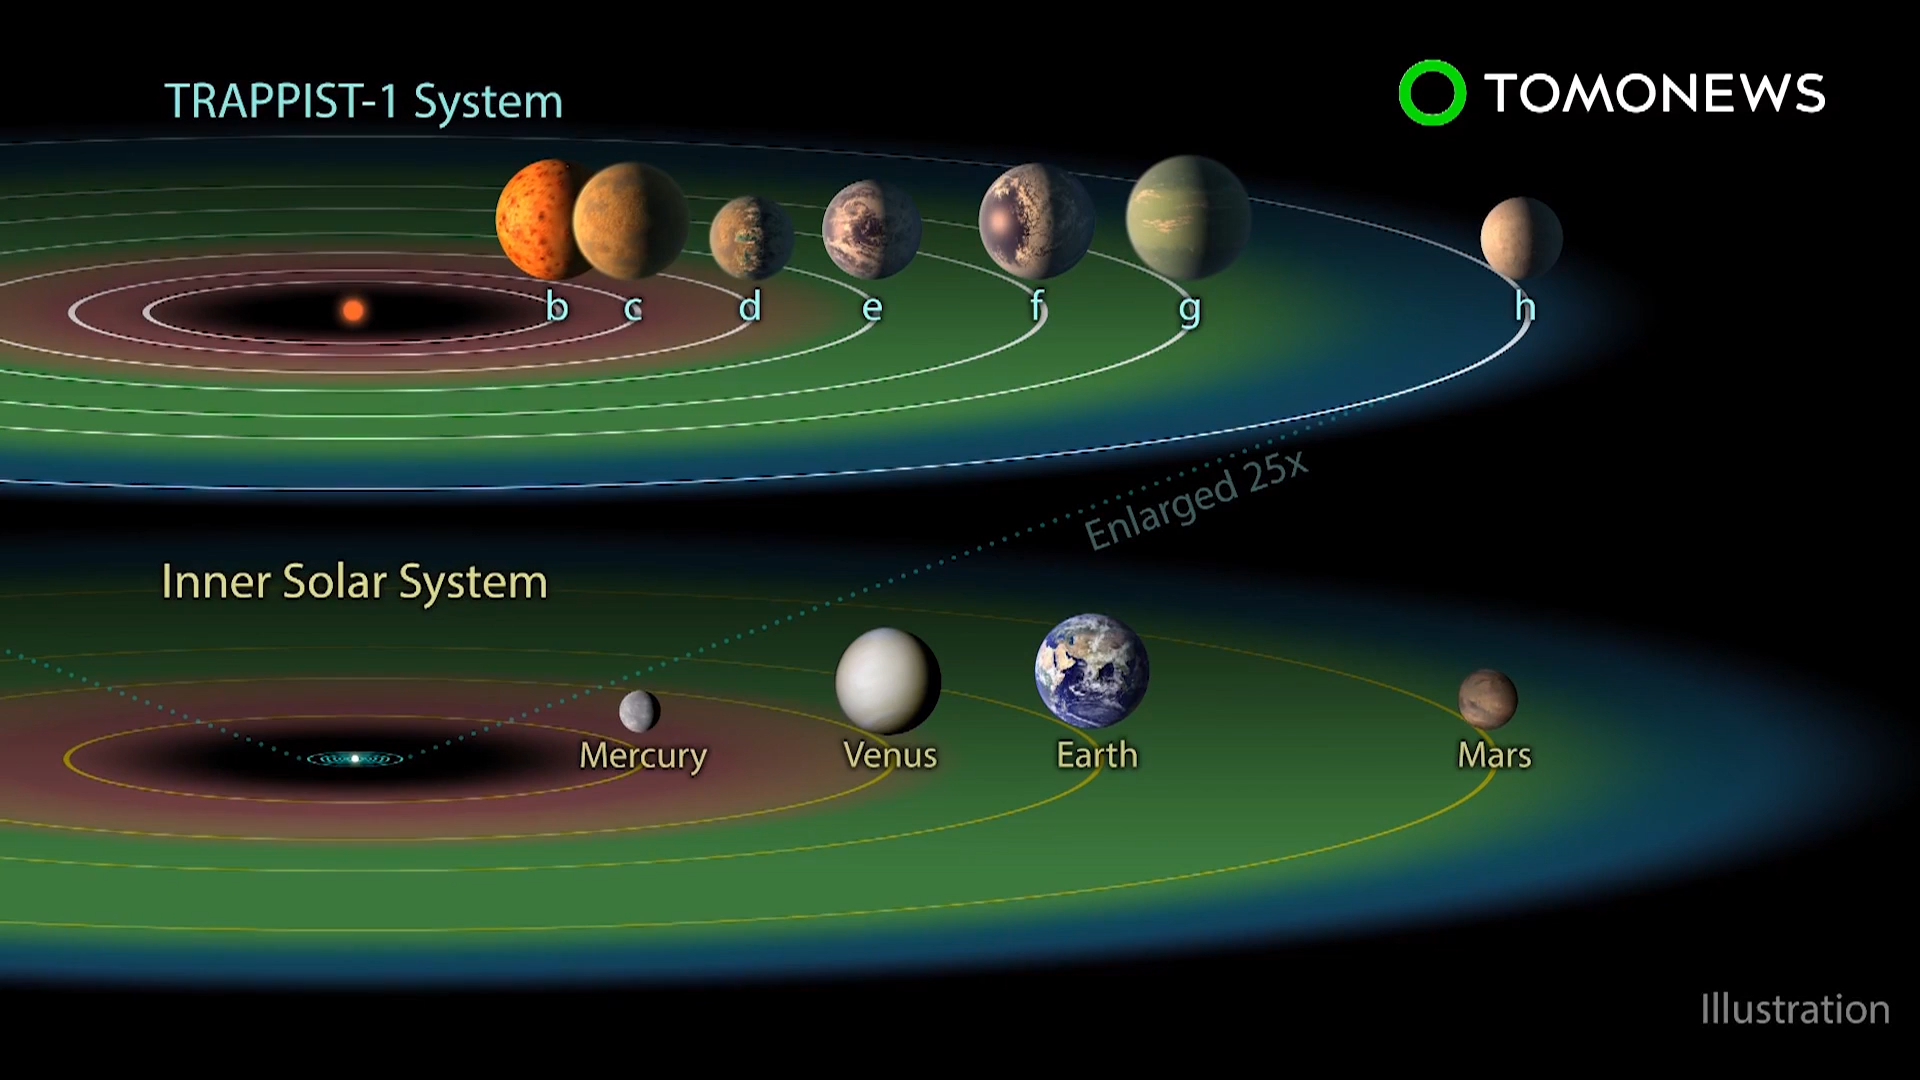 TRAPPIST-1 System
TOMONEWS
b c d e f g h
Enlarged 25x
Inner Solar System
Mercury Venus Earth Mars
Illustration